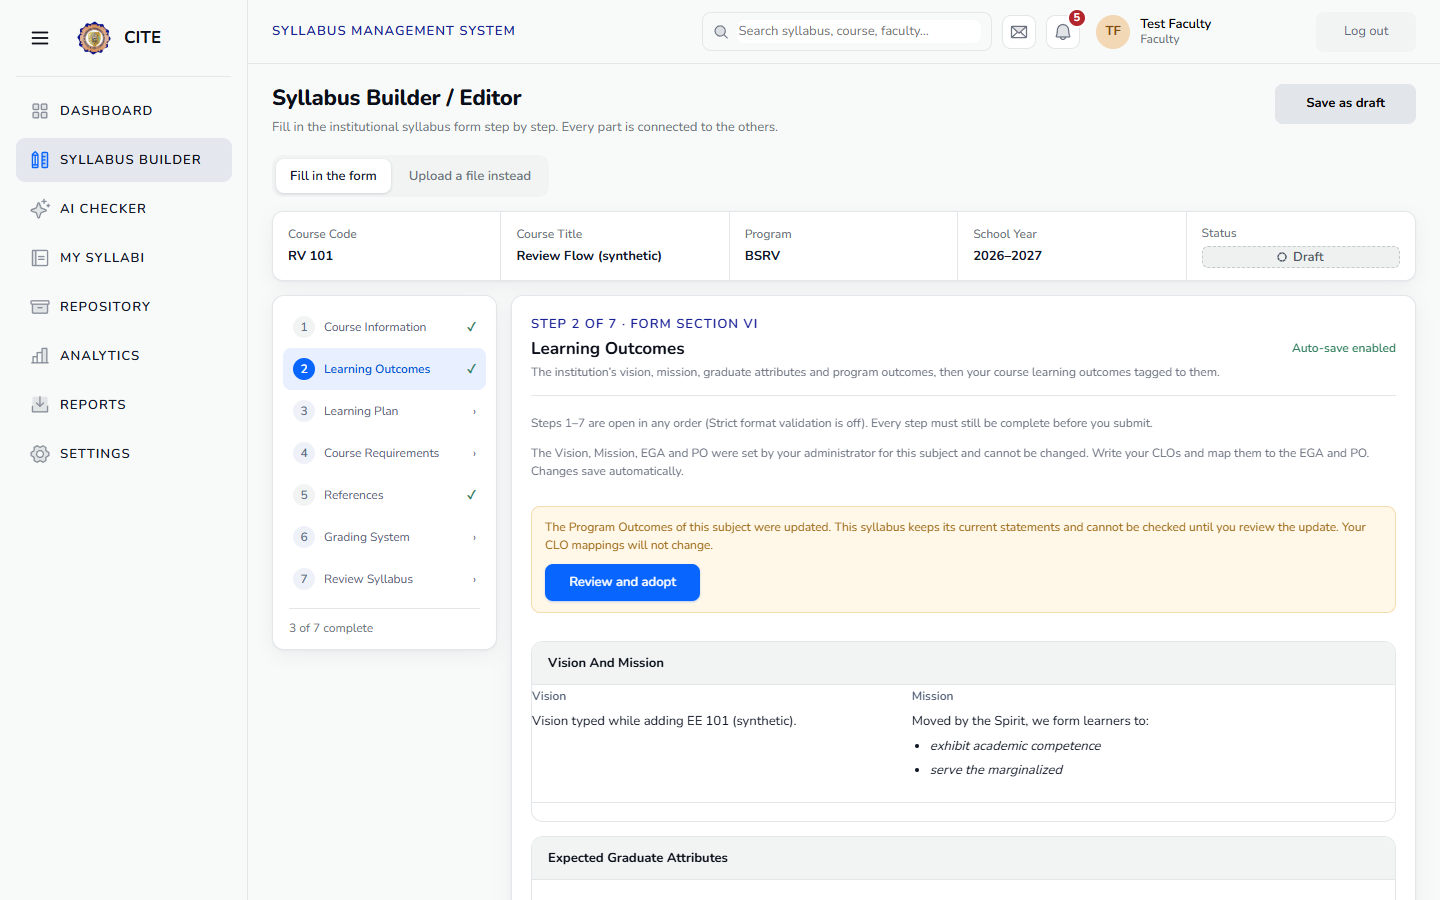 CITE
DASHBOARD
SYLLABUS BUILDER
AI CHECKER
MY SYLLABI
REPOSITORY
ANALYTICS
REPORTS
SETTINGS
SYLLABUS MANAGEMENT SYSTEM
Search syllabus, course, faculty...
5
TF
Test Faculty
Faculty
Log out
Syllabus Builder / Editor
Fill in the institutional syllabus form step by step. Every part is connected to the others.
Save as draft
Fill in the form
Upload a file instead
Course Code
RV 101
Course Title
Review Flow (synthetic)
Program
BSRV
School Year
2026–2027
Status
Draft
1 Course Information ✓
2 Learning Outcomes ✓
3 Learning Plan ›
4 Course Requirements ›
5 References ✓
6 Grading System ›
7 Review Syllabus ›
3 of 7 complete
STEP 2 OF 7 · FORM SECTION VI
Learning Outcomes
Auto-save enabled
The institution’s vision, mission, graduate attributes and program outcomes, then your course learning outcomes tagged to them.
Steps 1–7 are open in any order (Strict format validation is off). Every step must still be complete before you submit.
The Vision, Mission, EGA and PO were set by your administrator for this subject and cannot be changed. Write your CLOs and map them to the EGA and PO.
Changes save automatically.
The Program Outcomes of this subject were updated. This syllabus keeps its current statements and cannot be checked until you review the update. Your
CLO mappings will not change.
Review and adopt
Vision And Mission
Vision
Vision typed while adding EE 101 (synthetic).
Mission
Moved by the Spirit, we form learners to:
• exhibit academic competence
• serve the marginalized
Expected Graduate Attributes